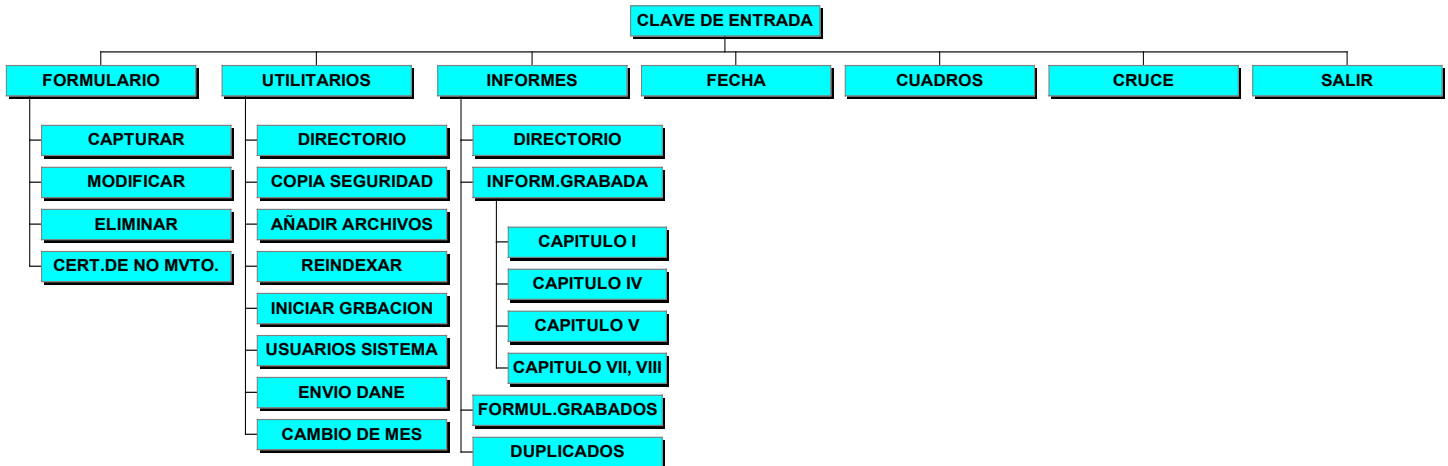 CLAVE DE ENTRADA
FORMULARIO
UTILITARIOS
INFORMES
FECHA
CUADROS
CRUCE
SALIR
CAPTURAR
MODIFICAR
ELIMINAR
CERT.DE NO MVTO.
DIRECTORIO
COPIA SEGURIDAD
AÑADIR ARCHIVOS
REINDEXAR
INICIAR GRBACION
USUARIOS SISTEMA
ENVIO DANE
CAMBIO DE MES
DIRECTORIO
INFORM.GRABADA
CAPITULO I
CAPITULO IV
CAPITULO V
CAPITULO VII, VIII
FORMUL.GRABADOS
DUPLICADOS